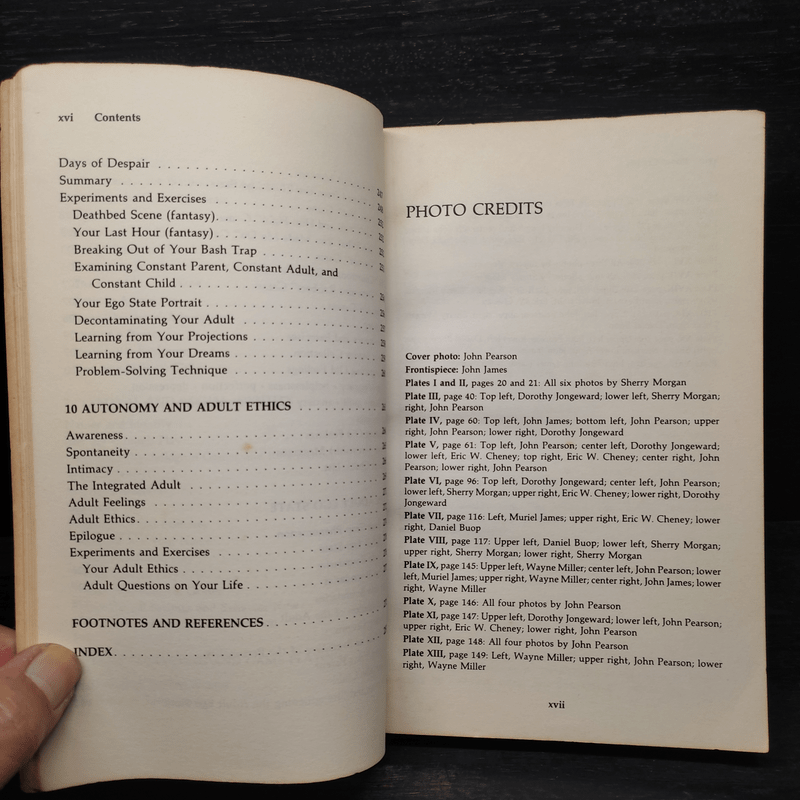 xvi Contents
Days of Despair
Summary
Experiments and Exercises
Deathbed Scene (fantasy)
Your Last Hour (fantasy)
Breaking Out of Your Bash Trap
Examining Constant Parent, Constant Adult, and
Constant Child
Your Ego State Portrait
Decontaminating Your Adult
Learning from Your Projections
Learning from Your Dreams
Problem-Solving Technique
10 AUTONOMY AND ADULT ETHICS
Awareness
Spontaneity
Intimacy
The Integrated Adult
Adult Feelings
Adult Ethics
Epilogue
Experiments and Exercises
Your Adult Ethics
Adult Questions on Your Life
FOOTNOTES AND REFERENCES
INDEX
PHOTO CREDITS
Cover photo: John Pearson
Frontispiece: John James
Plates I and II, pages 20 and 21: All six photos by Sherry Morgan
Plate III, page 40: Top left, Dorothy Jongeward; lower left, Sherry Morgan;
right, John Pearson
Plate IV, page 60: Top left, John James; bottom left, John Pearson; upper
right, John Pearson; lower right, Dorothy Jongeward
Plate V, page 61: Top left, John Pearson; center left, Dorothy Jongeward;
lower left, Eric W. Cheney; top right, Eric W. Cheney; center right, John
Pearson; lower right, John Pearson
Plate VI, page 96: Top left, Dorothy Jongeward; center left, John Pearson;
lower left, Sherry Morgan; upper right, Eric W. Cheney; lower right, Dorothy
Jongeward
Plate VII, page 116: Left, Muriel James; upper right, Eric W. Cheney; lower
right, Daniel Buop
Plate VIII, page 117: Upper left, Daniel Buop; lower left, Sherry Morgan;
upper right, Sherry Morgan; lower right, Sherry Morgan
Plate IX, page 145: Upper left, Wayne Miller; center left, John Pearson; lower
left, Muriel James; upper right, Wayne Miller; center right, John James; lower
right, Wayne Miller
Plate X, page 146: All four photos by John Pearson
Plate XI, page 147: Upper left, Dorothy Jongeward; lower left, John Pearson;
upper right, Eric W. Cheney; lower right, John Pearson
Plate XII, page 148: All four photos by John Pearson
Plate XIII, page 149: Left, Wayne Miller; upper right, John Pearson; lower
right, Wayne Miller
xvii